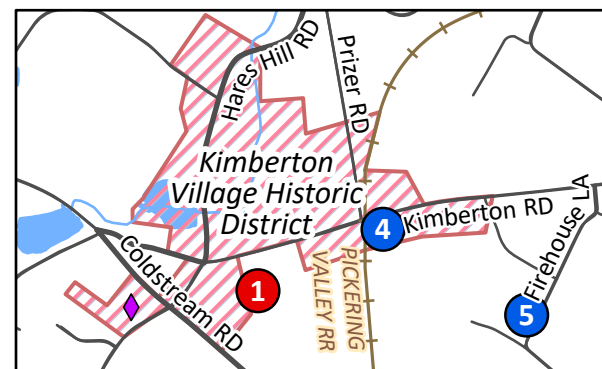 Hares Hill RD
Prizer RD
Kimberton
Village Historic
District
Kimberton RD
Firehouse LA
Coldstream RD
PICKERING
VALLEY RR
1
4
5